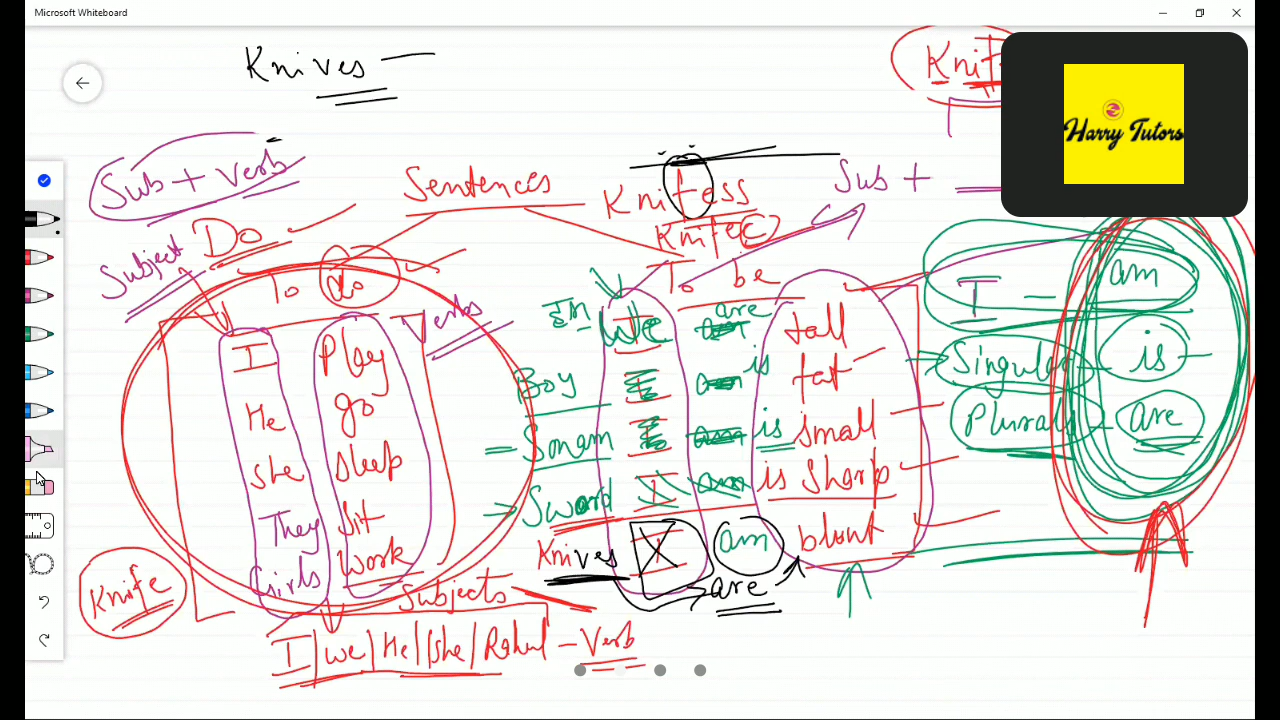 Microsoft Whiteboard
Knives
Harry Tutors
Sub + Verb
Sentences
Knifess
Sub +
Knife
Subject
Do
To do
To be
Verbs
I am
Singular is
Plurals are
I Play
He go
She sleep
They Sit
Girls Work
We are tall
Boy is fat
Sonam is small
Sword is Sharp
Knives am blunt
are
Knife
Subjects
I|we|He|She|Rahul - Verb